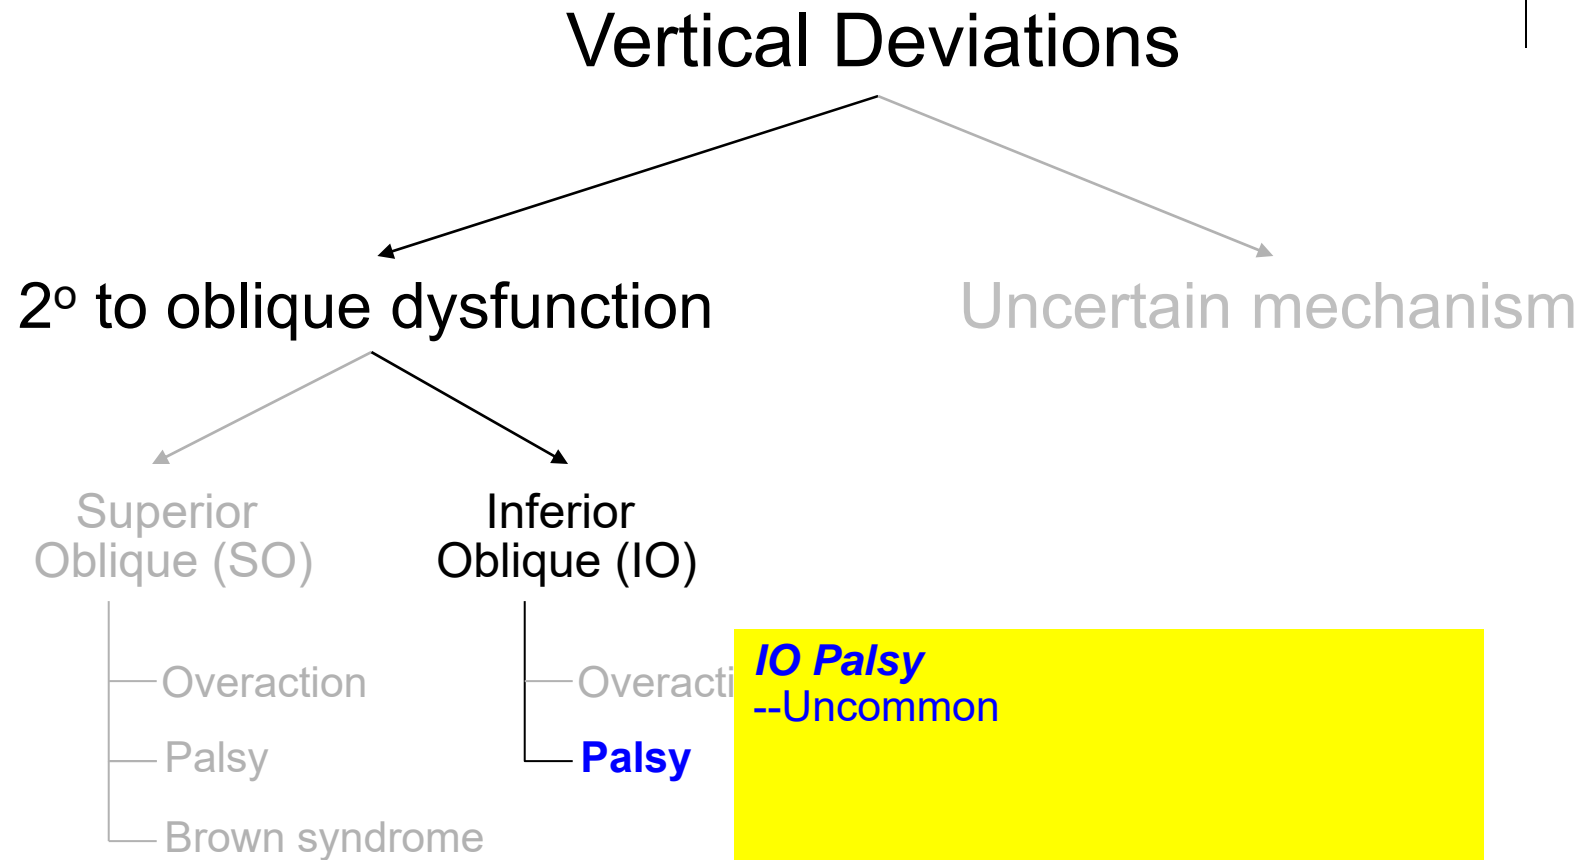 Vertical Deviations
2º to oblique dysfunction
Uncertain mechanism
Superior
Oblique (SO)
Inferior
Oblique (IO)
Overaction
Palsy
Brown syndrome
Overacti
Palsy
IO Palsy
--Uncommon